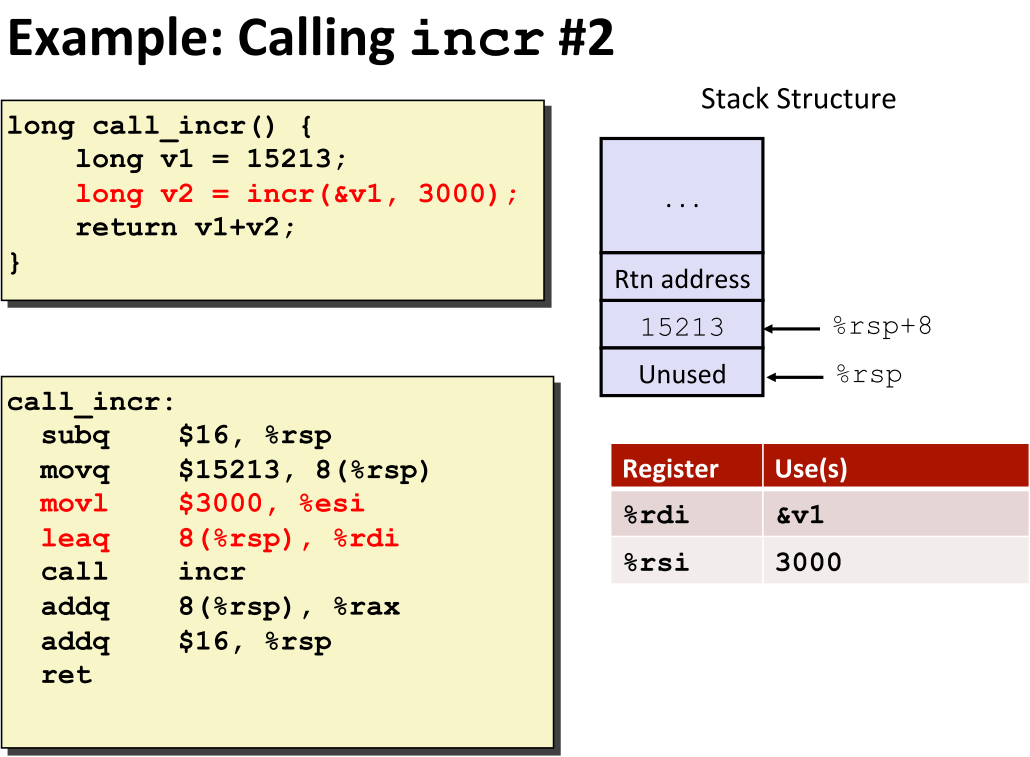 Example: Calling incr #2
long call_incr() {
    long v1 = 15213;
    long v2 = incr(&v1, 3000);
    return v1+v2;
}
call_incr:
  subq    $16, %rsp
  movq    $15213, 8(%rsp)
  movl    $3000, %esi
  leaq    8(%rsp), %rdi
  call    incr
  addq    8(%rsp), %rax
  addq    $16, %rsp
  ret
Stack Structure
...
Rtn address
15213 %rsp+8
Unused %rsp
Register Use(s)
%rdi &v1
%rsi 3000